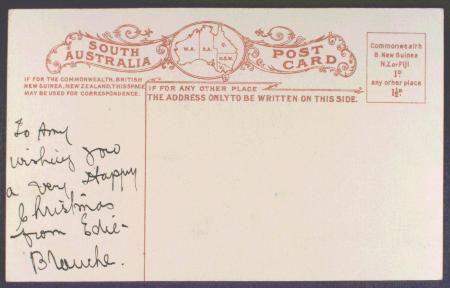 SOUTH AUSTRALIA
W.A. S.A. Q. N.S.W. V.
POST CARD
Commonwealth
B. New Guinea
N.Z. or Fiji
1D
any other place
1½D.
IF FOR THE COMMONWEALTH, BRITISH
NEW GUINEA, NEW ZEALAND, THIS SPACE
MAY BE USED FOR CORRESPONDENCE.
IF FOR ANY OTHER PLACE
THE ADDRESS ONLY TO BE WRITTEN ON THIS SIDE.
To Amy
wishing you
a very Happy
Christmas
from Edie
Blanche.